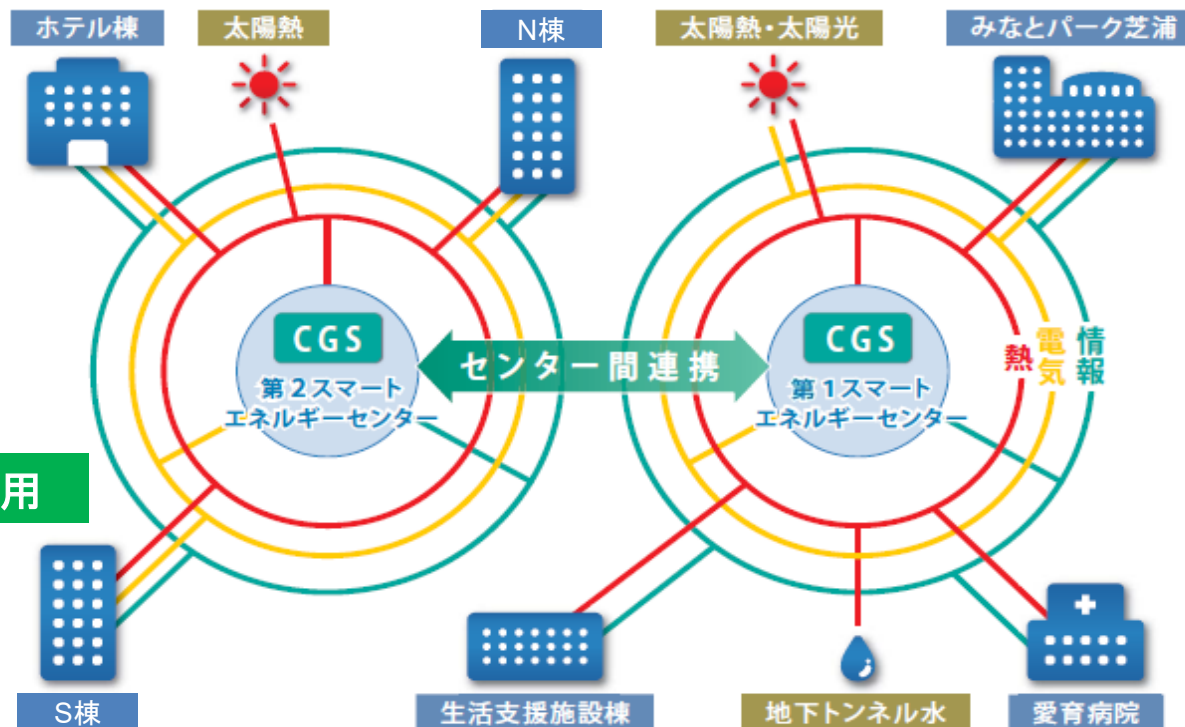 ホテル棟
太陽熱
N棟
太陽熱・太陽光
みなとパーク芝浦
CGS
第2スマート
エネルギーセンター
センター間連携
CGS
第1スマート
エネルギーセンター
熱
電気
情報
用
S棟
生活支援施設棟
地下トンネル水
愛育病院